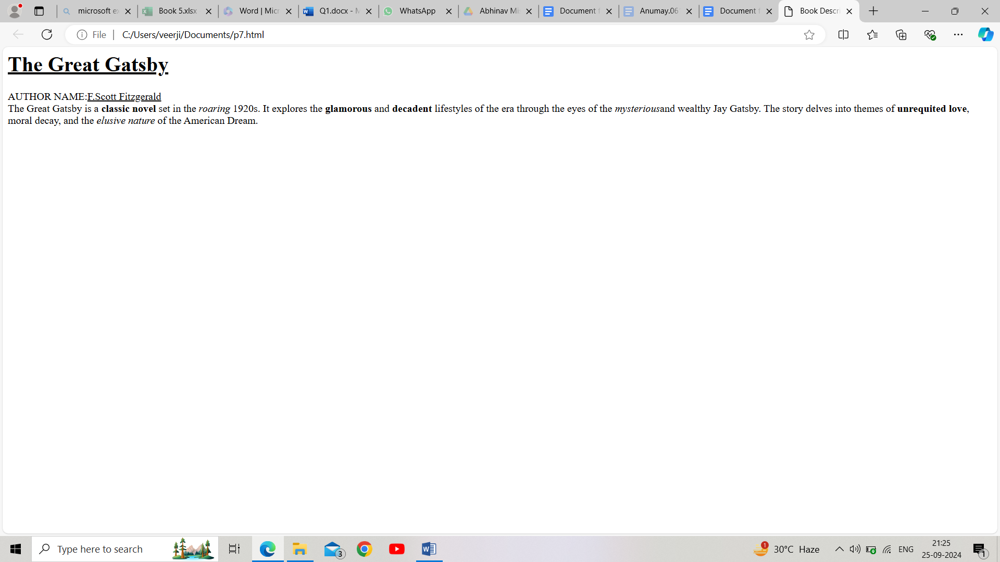 microsoft ex
Book 5.xlsx
Word | Micr
Q1.docx - M
WhatsApp
Abhinav Mis
Document f
Anumay.06
Document f
Book Descri
File
C:/Users/veerji/Documents/p7.html
The Great Gatsby
AUTHOR NAME:F.Scott Fitzgerald
The Great Gatsby is a classic novel set in the roaring 1920s. It explores the glamorous and decadent lifestyles of the era through the eyes of the mysteriousand wealthy Jay Gatsby. The story delves into themes of unrequited love,
moral decay, and the elusive nature of the American Dream.
Type here to search
3
1
30°C Haze
ENG
21:25
25-09-2024
1